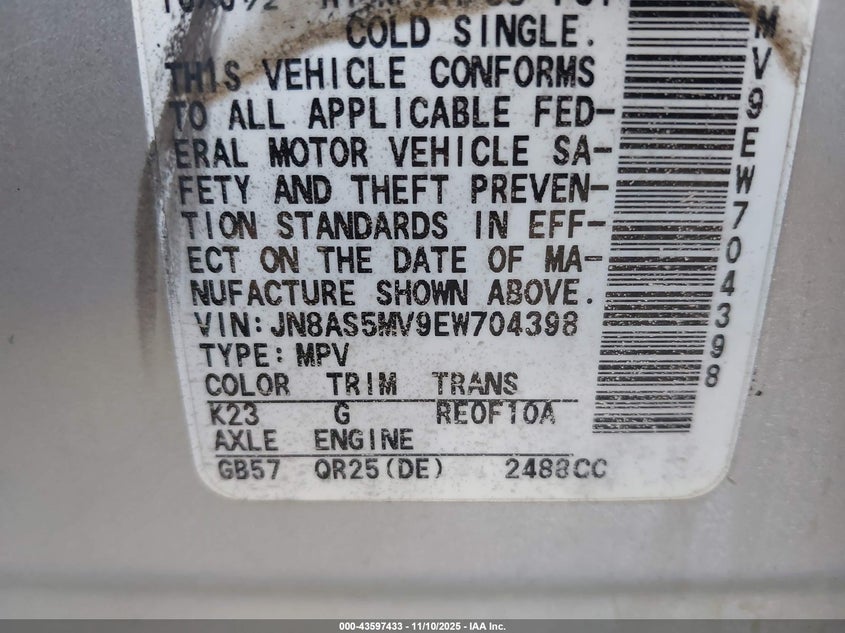 COLD SINGLE.
THIS VEHICLE CONFORMS
TO ALL APPLICABLE FED-
ERAL MOTOR VEHICLE SA-
FETY AND THEFT PREVEN-
TION STANDARDS IN EFF-
ECT ON THE DATE OF MA-
NUFACTURE SHOWN ABOVE.
VIN:JN8AS5MV9EW704398
TYPE:MPV
COLOR TRIM TRANS
K23 G RE0F10A
AXLE ENGINE
GB57 QR25(DE) 2488CC
MV9EW704398
000-43597433 — 11/10/2025 — IAA Inc.